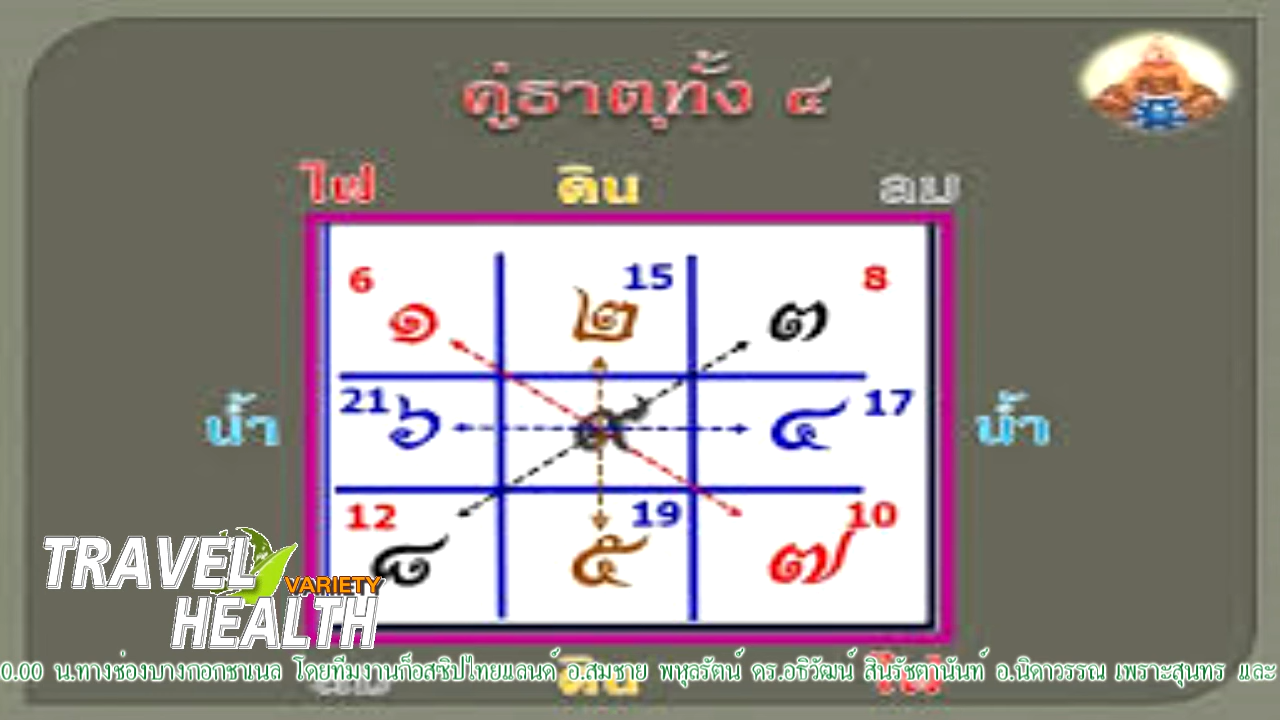 คู่ธาตุทั้ง ๔
ไฟ ดิน ลม
6 15 8
๑ ๒ ๓
21 ๖ ๙ ๔ 17
น้ำ น้ำ
12 19 10
๘ ๕ ๗
TRAVEL
VARIETY
HEALTH
0.00 น.ทางช่องบางกอกชาแนล โดยทีมงานก็อสซิปไทยแลนด์ อ.สมชาย พหุลรัตน์ ดร.อธิวัฒน์ สินรัชตานันท์ อ.นิดาวรรณ เพราะสุนทร และ
ลม ดิน ไฟ